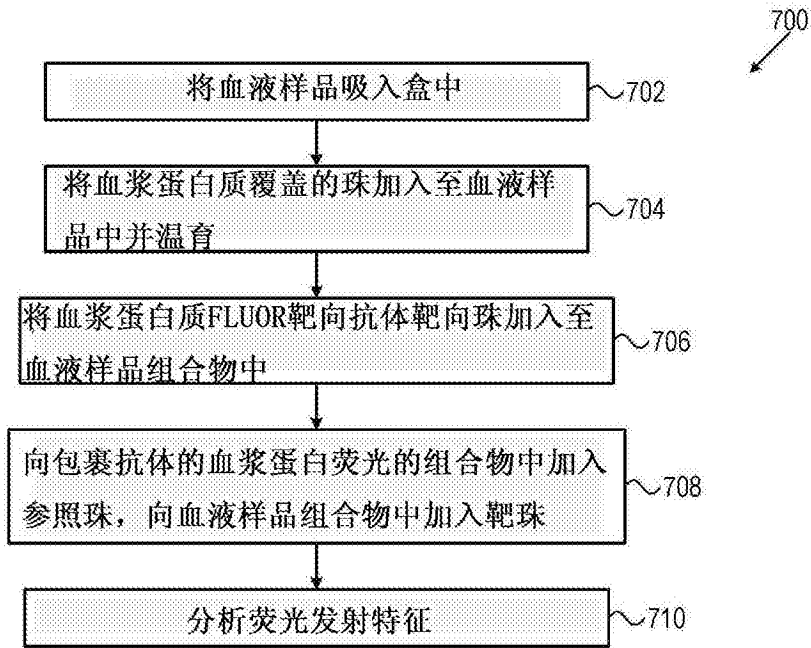 700
将血液样品吸入盒中
702
将血浆蛋白质覆盖的珠加入至血液样
品中并温育
704
将血浆蛋白质FLUOR靶向抗体靶向珠加入至
血液样品组合物中
706
向包裹抗体的血浆蛋白荧光的组合物中加入
参照珠，向血液样品组合物中加入靶珠
708
分析荧光发射特征
710